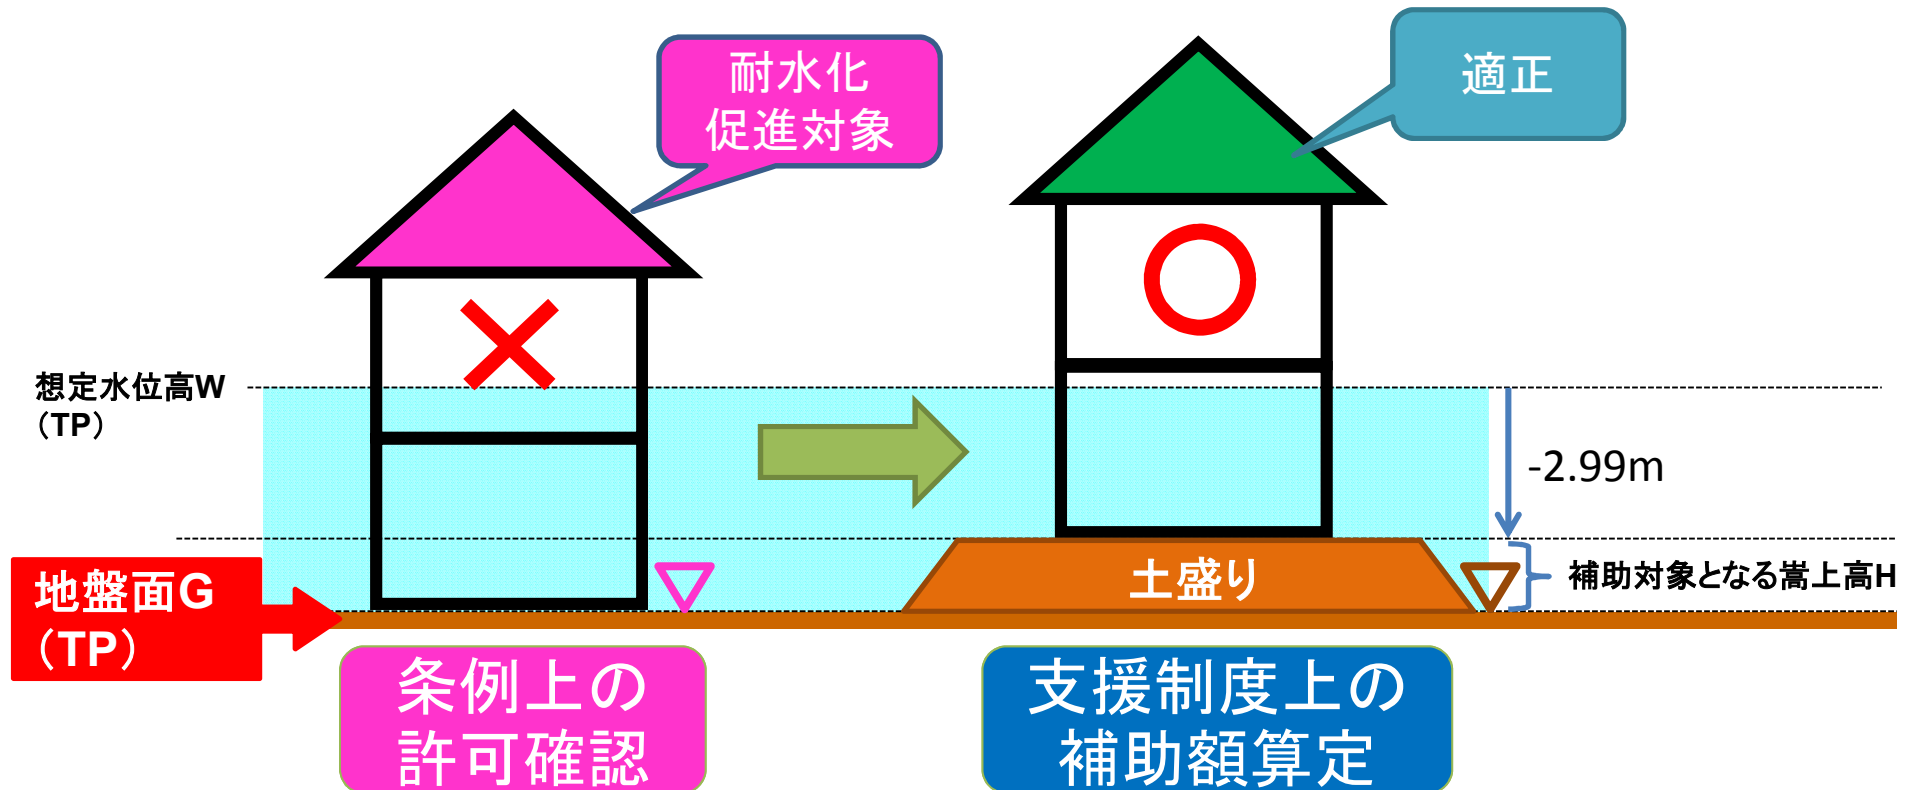 耐水化
促進対象
適正
想定水位高W
（TP）
-2.99m
地盤面G
（TP）
土盛り
補助対象となる嵩上高H
条例上の
許可確認
支援制度上の
補助額算定